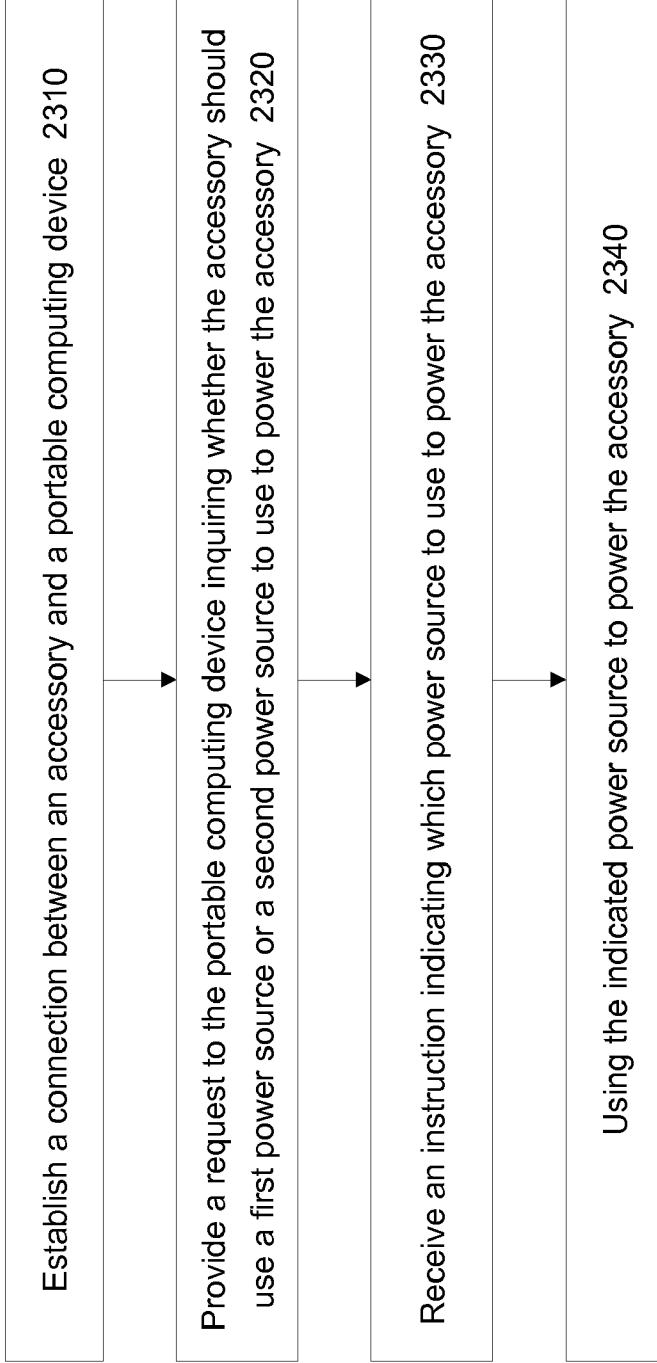 Establish a connection between an accessory and a portable computing device 2310
Provide a request to the portable computing device inquiring whether the accessory should
use a first power source or a second power source to use to power the accessory 2320
Receive an instruction indicating which power source to use to power the accessory 2330
Using the indicated power source to power the accessory 2340